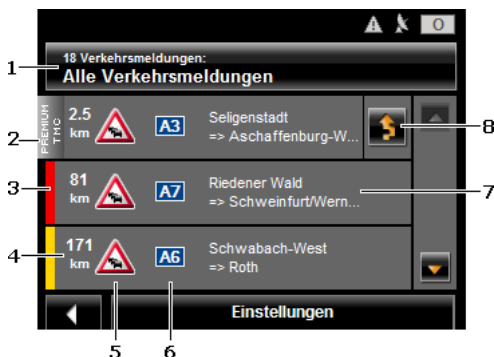 O
18 Verkehrsmeldungen:
Alle Verkehrsmeldungen
1
PREMIUM
TMC
2.5
km
A3
Seligenstadt
=> Aschaffenburg-W...
8
2
81
km
A7
Riedener Wald
=> Schweinfurt/Wern...
3
7
171
km
A6
Schwabach-West
=> Roth
4
Einstellungen
5
6